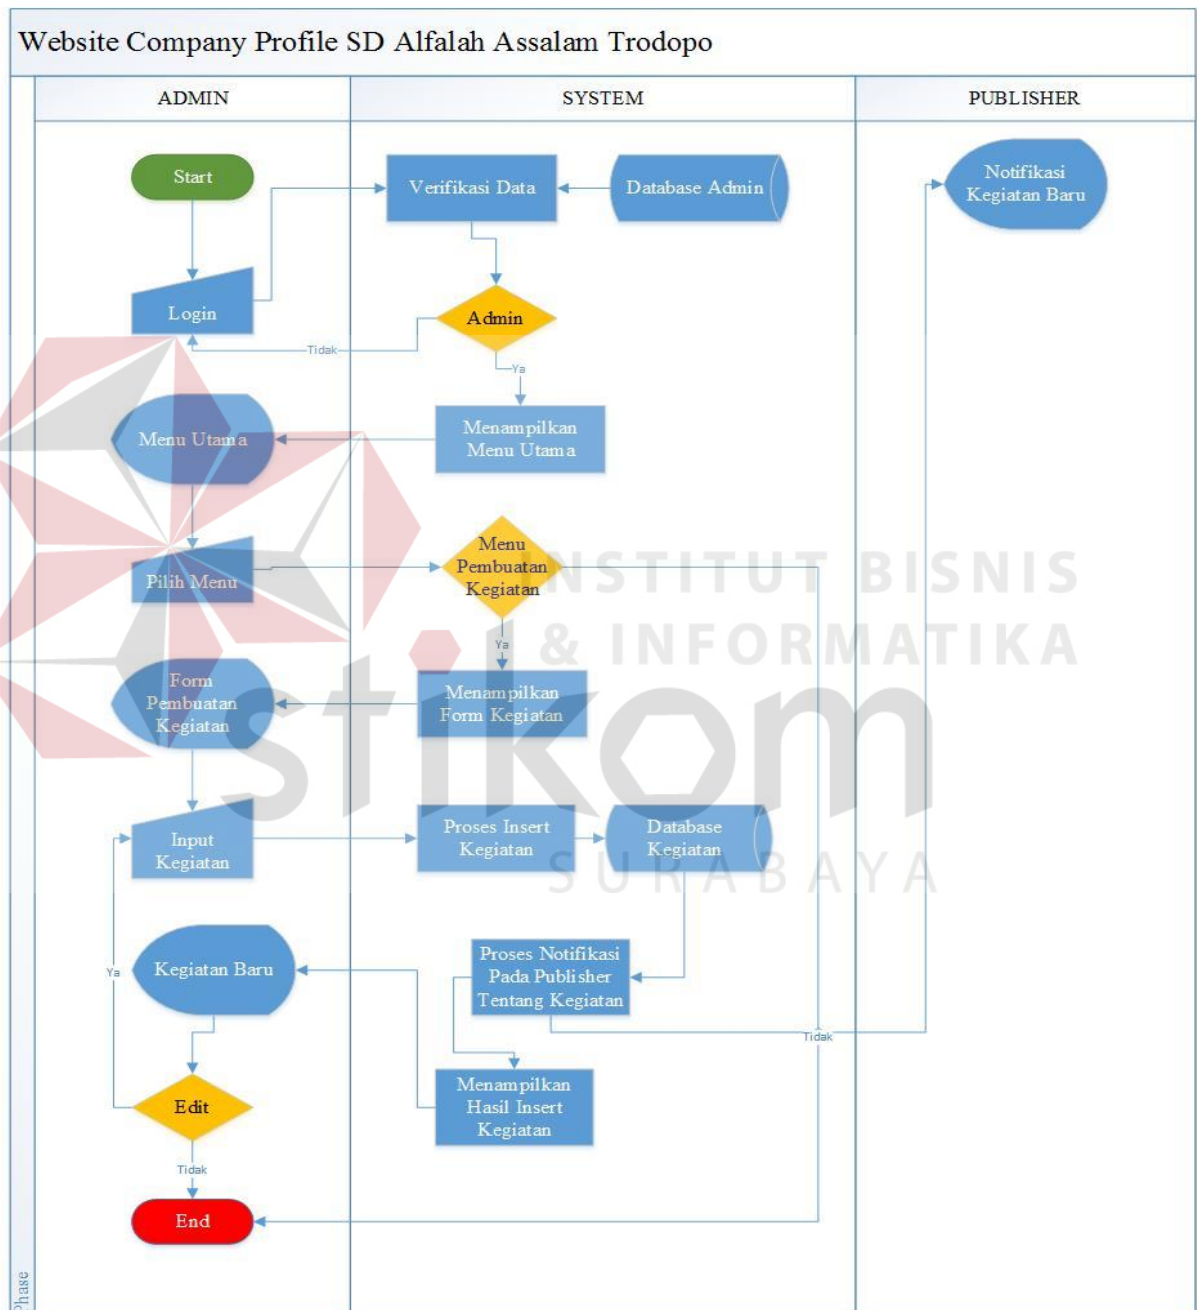 Website Company Profile SD Alfalah Assalam Trodopo
ADMIN
SYSTEM
PUBLISHER
Start
Verifikasi Data
Database Admin
Notifikasi
Kegiatan Baru
Login
Admin
Tidak
Ya
Menu Utama
Menampilkan
Menu Utama
Pilih Menu
Menu
Pembuatan
Kegiatan
INSTITUT BISNIS
& INFORMATIKA
Ya
Form
Pembuatan
Kegiatan
Menampilkan
Form Kegiatan
stikom
Input
Kegiatan
Proses Insert
Kegiatan
Database
Kegiatan
SURABAYA
Kegiatan Baru
Proses Notifikasi
Pada Publisher
Tentang Kegiatan
Ya
Tidak
Menampilkan
Hasil Insert
Kegiatan
Edit
Tidak
End
Phase